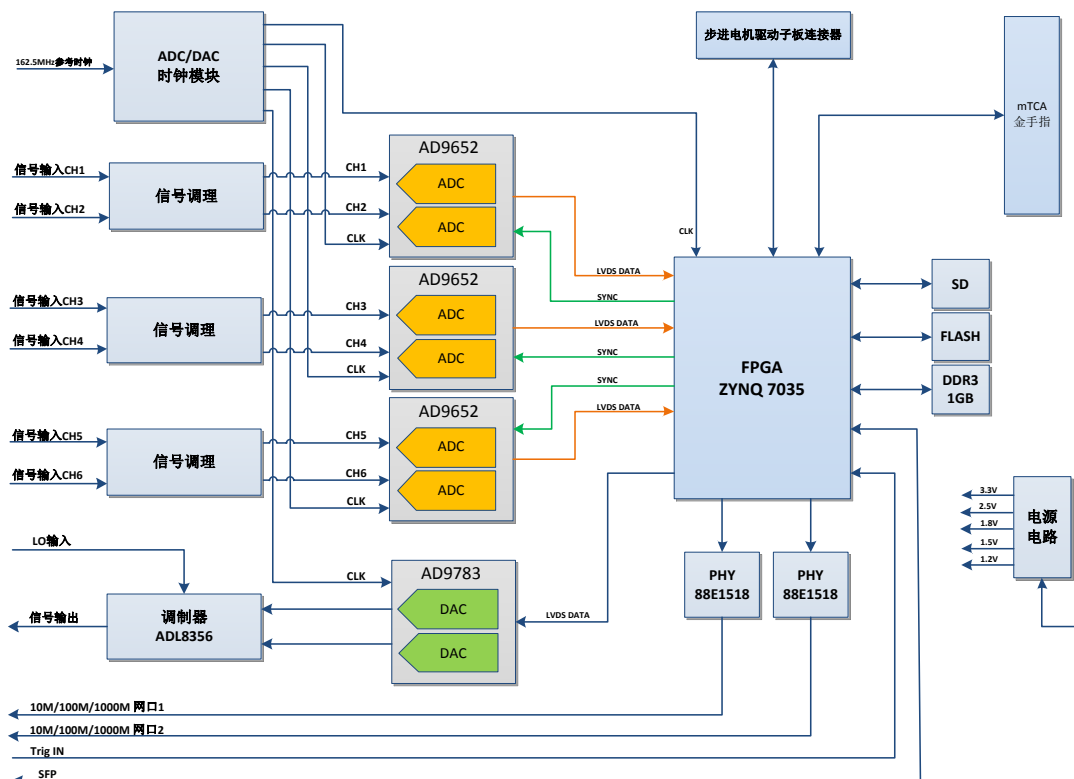 步进电机驱动子板连接器
162.5MHz参考时钟
ADC/DAC
时钟模块
mTCA
金手指
信号输入CH1
信号输入CH2
信号调理
CH1
CH2
CLK
AD9652
ADC
ADC
CLK
LVDS DATA
SYNC
信号输入CH3
信号输入CH4
信号调理
CH3
CH4
CLK
AD9652
ADC
ADC
LVDS DATA
SYNC
SYNC
LVDS DATA
FPGA
ZYNQ 7035
SD
FLASH
DDR3
1GB
信号输入CH5
信号输入CH6
信号调理
CH5
CH6
CLK
AD9652
ADC
ADC
3.3V
2.5V
1.8V
1.5V
1.2V
电源
电路
LO输入
信号输出
调制器
ADL8356
CLK
AD9783
DAC
DAC
LVDS DATA
PHY
88E1518
PHY
88E1518
10M/100M/1000M 网口1
10M/100M/1000M 网口2
Trig IN
SFP